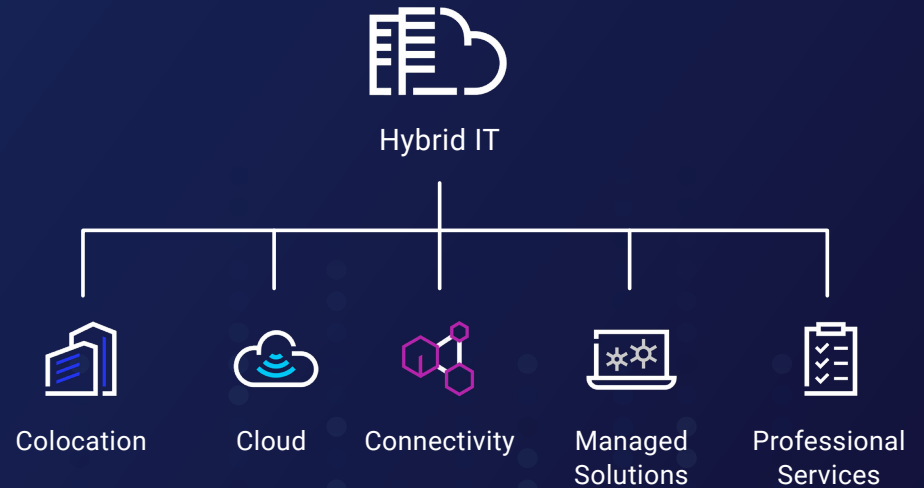 Hybrid IT
Colocation
Cloud
Connectivity
Managed
Solutions
Professional
Services